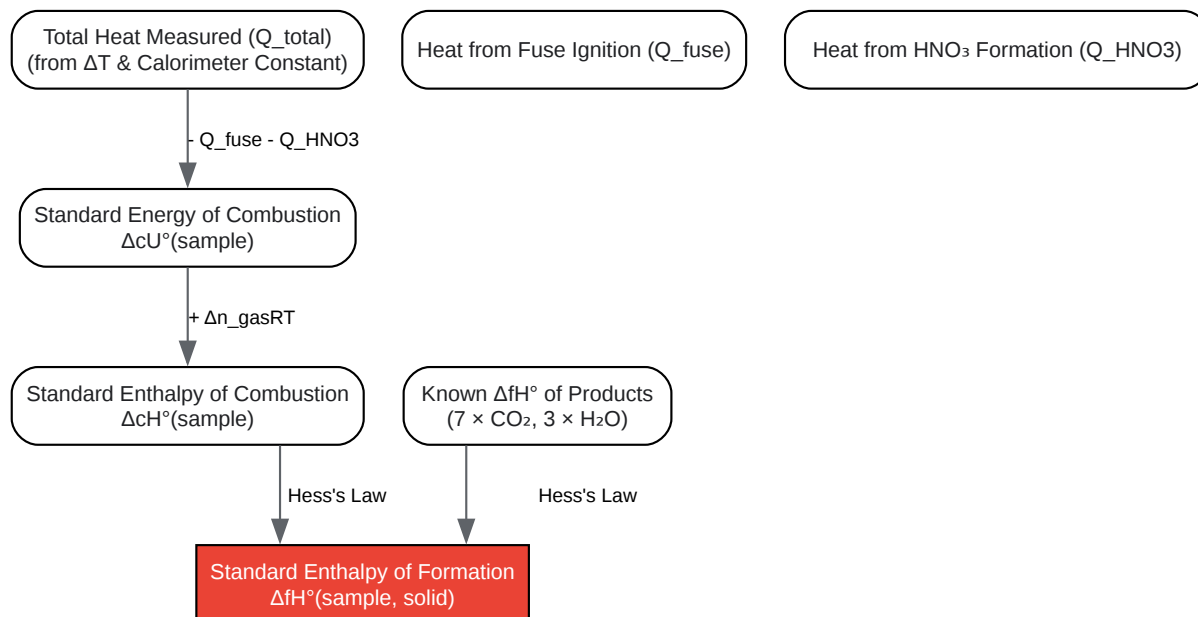 Total Heat Measured (Q_total)
(from ΔT & Calorimeter Constant)
Heat from Fuse Ignition (Q_fuse)
Heat from HNO₃ Formation (Q_HNO3)
- Q_fuse - Q_HNO3
Standard Energy of Combustion
ΔcU°(sample)
+ Δn_gasRT
Standard Enthalpy of Combustion
ΔcH°(sample)
Known ΔfH° of Products
(7 × CO₂, 3 × H₂O)
Hess's Law
Hess's Law
Standard Enthalpy of Formation
ΔfH°(sample, solid)